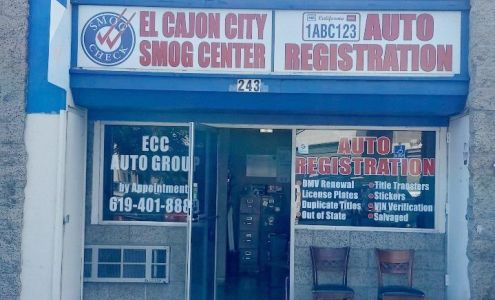 SMOG
CHECK
EL CAJON CITY
SMOG CENTER
California
1ABC123
AUTO
REGISTRATION
243
ECC
AUTO GROUP
by Appointment
AUTO
REGISTRATION
DMV Renewal
License Plates
Duplicate Titles
Out of State
Title Transfers
Stickers
VIN Verification
Salvaged